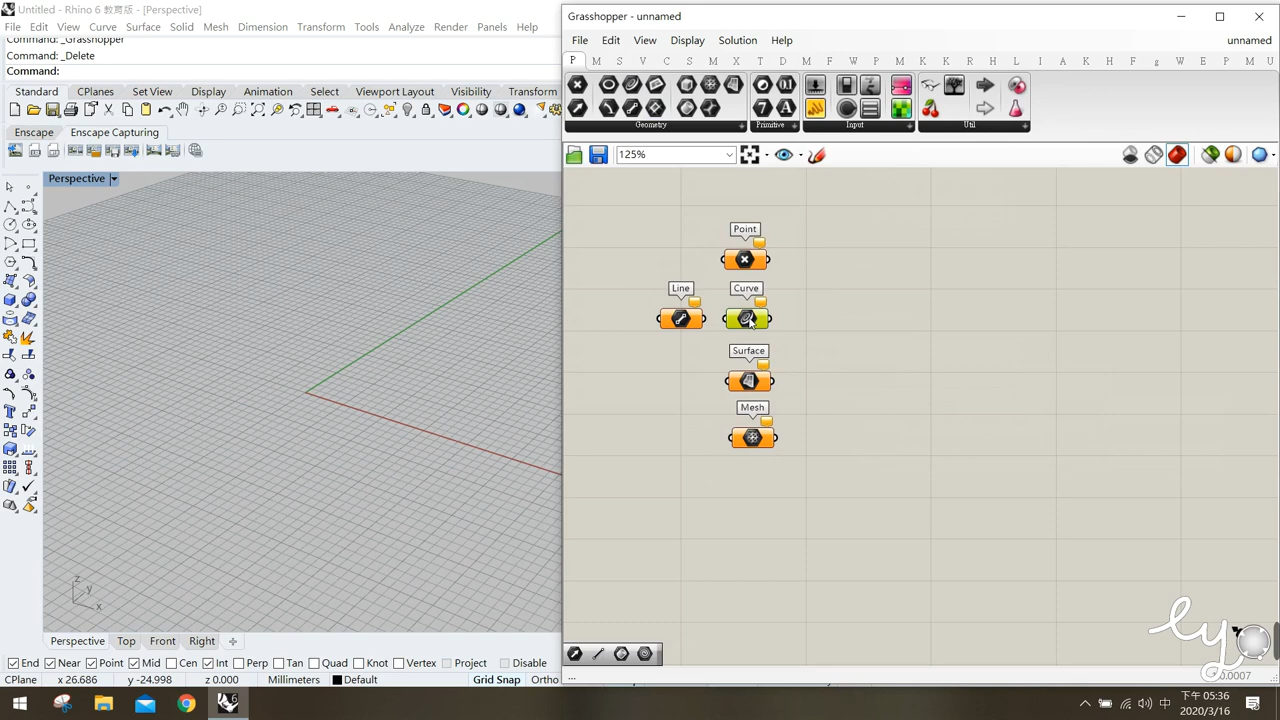 Untitled - Rhino 6 教育版 - [Perspective]
File Edit View Curve Surface Solid Mesh Dimension Transform Tools Analyze Render Panels Help
Command: _Grasshopper
Command: _Delete
Command:
Standard CPlanes Set View Display Animation Select Viewport Layout Visibility Transform
Enscape Enscape Capturing
Perspective
Grasshopper - unnamed
File Edit View Display Solution Help unnamed
P M S V C S M I T D W P M F A B C D E F g H I J K K R H G W L I A K P M U
Geometry Primitive Input Util
125%
Point
Line Curve
Surface
Mesh
ly
z
y
x
Perspective Top Front Right
End Near Point Mid Cen Int Perp Tan Quad Knot Vertex Project Disable
CPlane x 26.686 y -24.998 z 0.000 Millimeters Default Grid Snap Ortho
...
0.0007
中
下午 05:36
2020/3/16